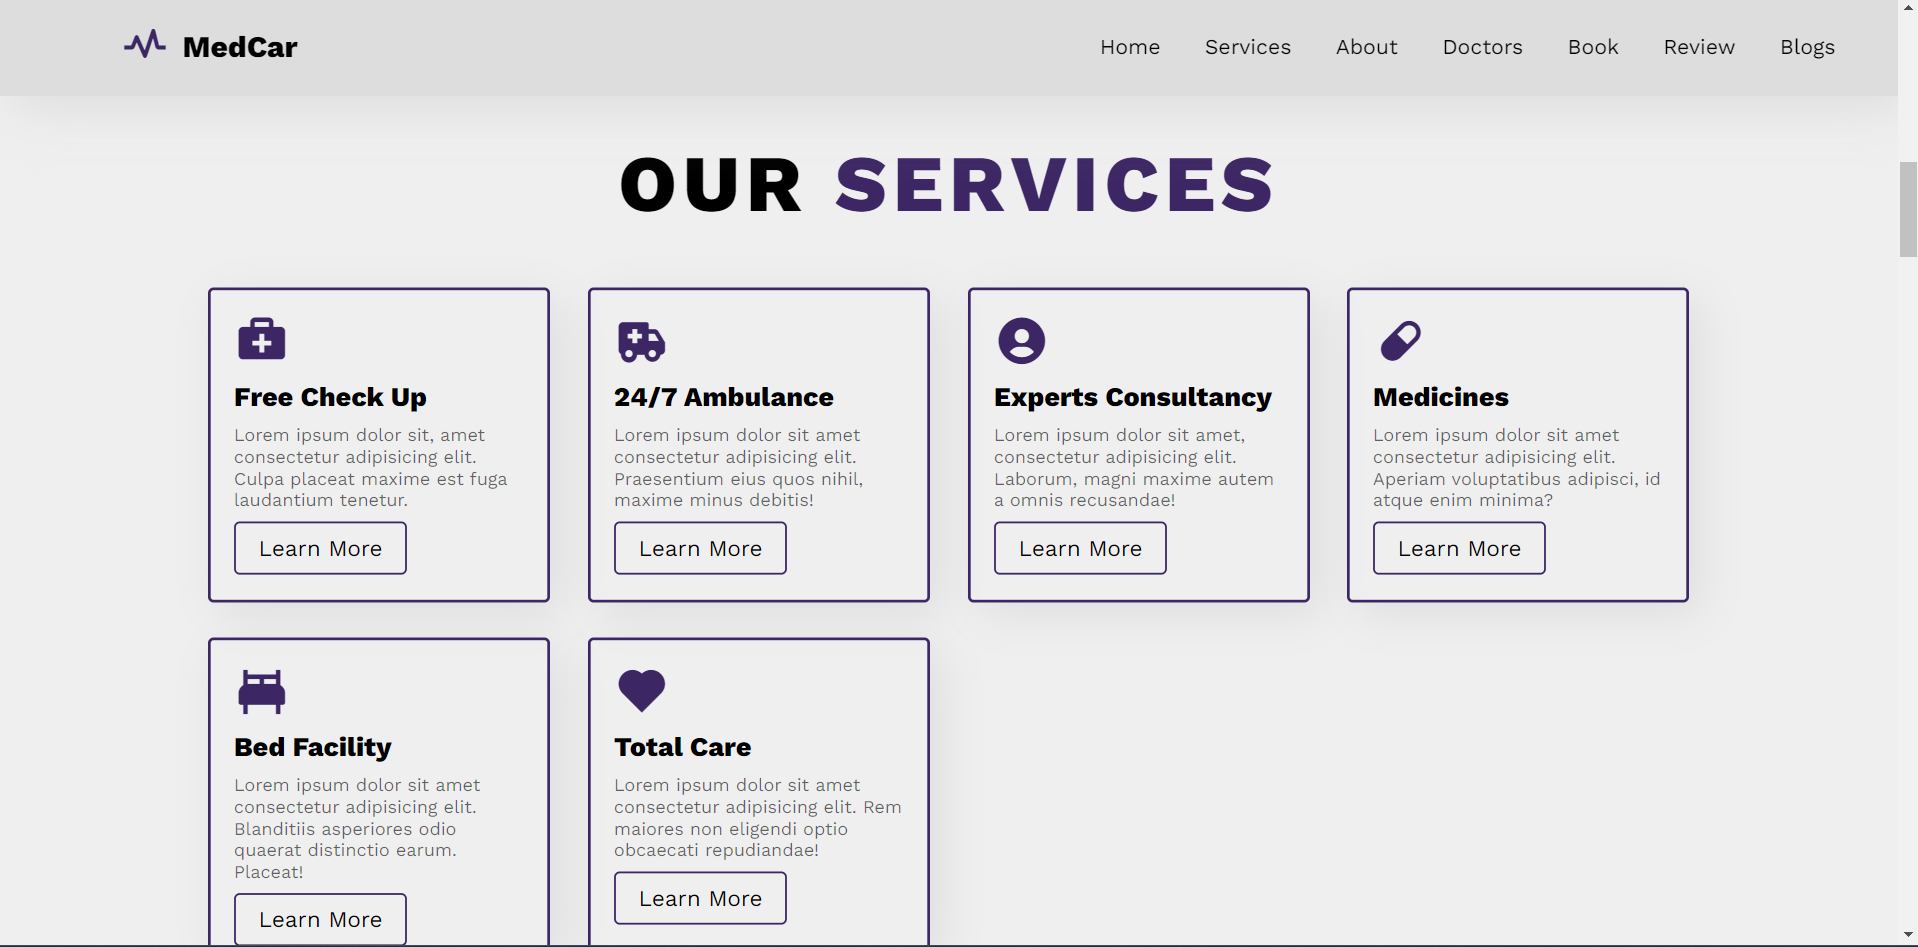 MedCar
Home Services About Doctors Book Review Blogs
OUR SERVICES
Free Check Up
Lorem ipsum dolor sit, amet
consectetur adipisicing elit.
Culpa placeat maxime est fuga
laudantium tenetur.
Learn More
24/7 Ambulance
Lorem ipsum dolor sit amet
consectetur adipisicing elit.
Praesentium eius quos nihil,
maxime minus debitis!
Learn More
Experts Consultancy
Lorem ipsum dolor sit amet,
consectetur adipisicing elit.
Laborum, magni maxime autem
a omnis recusandae!
Learn More
Medicines
Lorem ipsum dolor sit amet
consectetur adipisicing elit.
Aperiam voluptatibus adipisci, id
atque enim minima?
Learn More
Bed Facility
Lorem ipsum dolor sit amet
consectetur adipisicing elit.
Blanditiis asperiores odio
quaerat distinctio earum.
Placeat!
Learn More
Total Care
Lorem ipsum dolor sit amet
consectetur adipisicing elit. Rem
maiores non eligendi optio
obcaecati repudiandae!
Learn More